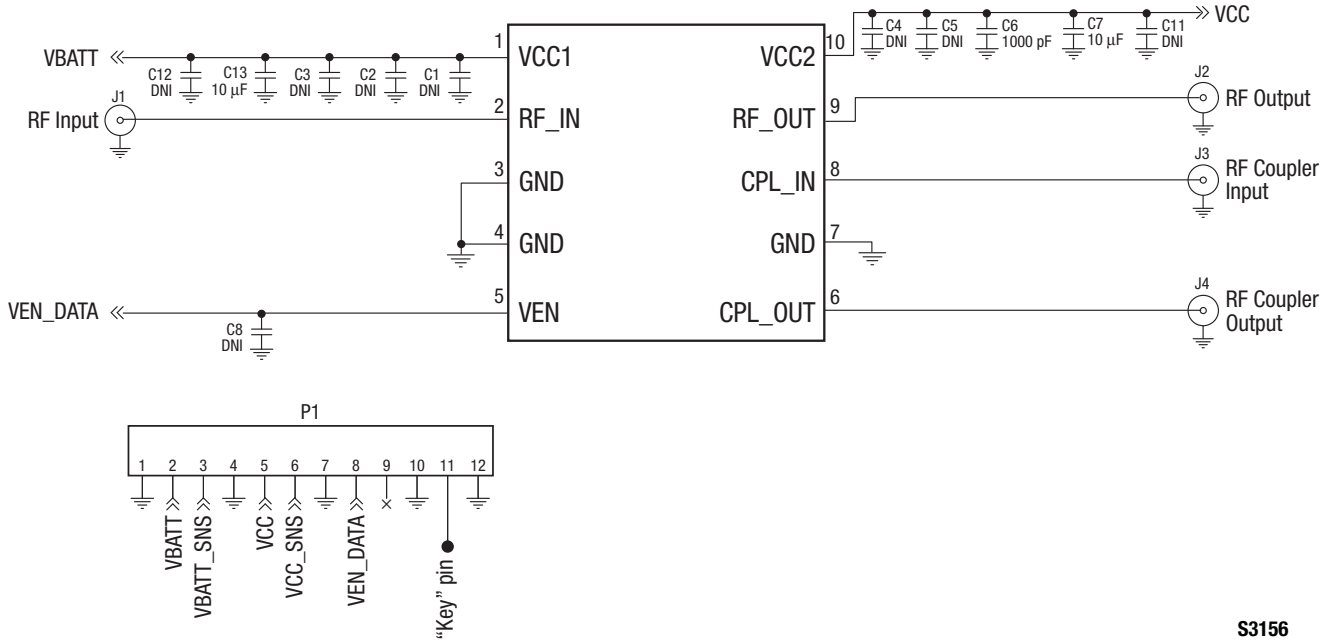 VCC
C4
DNI
C5
DNI
C6
1000 pF
C7
10 µF
C11
DNI
VBATT
C12
DNI
C13
10 µF
C3
DNI
C2
DNI
C1
DNI
1
VCC1
VCC2
10
RF Input
J1
2
RF_IN
RF_OUT
9
J2
RF Output
3
GND
CPL_IN
8
J3
RF Coupler
Input
4
GND
GND
7
VEN_DATA
C8
DNI
5
VEN
CPL_OUT
6
J4
RF Coupler
Output
P1
1 2 3 4 5 6 7 8 9 10 11 12
VBATT
VBATT_SNS
VCC
VCC_SNS
VEN_DATA
"Key" pin
S3156